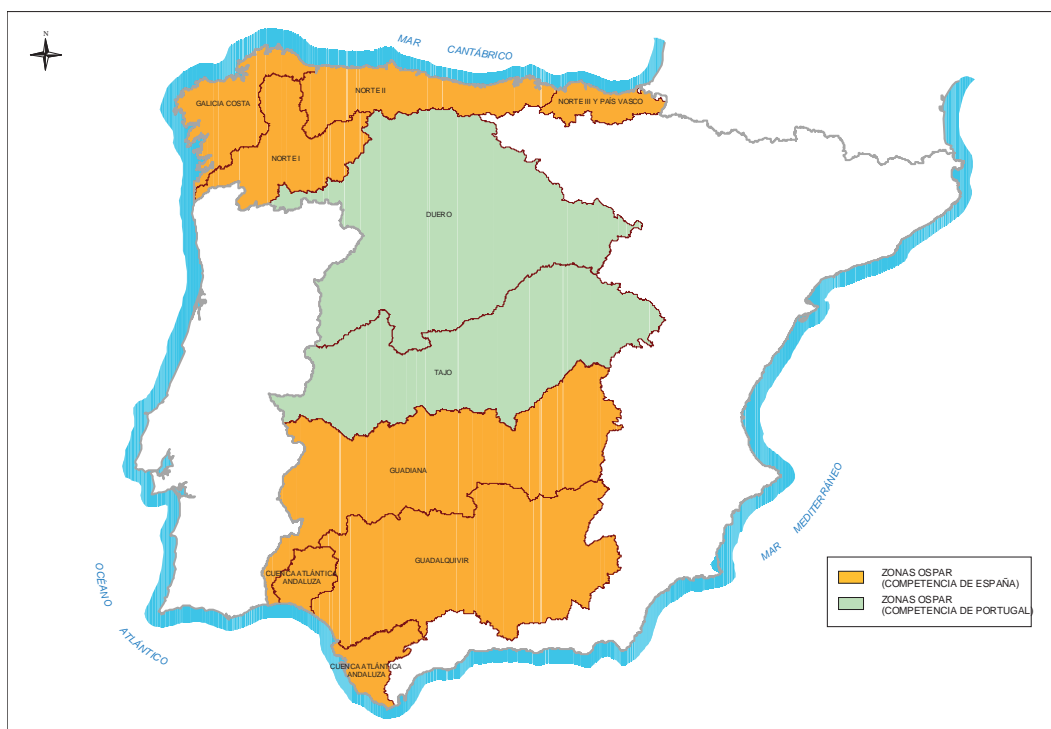 N
MAR CANTÁBRICO
GALICIA COSTA
NORTE II
NORTE III Y PAÍS VASCO
NORTE I
DUERO
TAJO
GUADIANA
GUADALQUIVIR
CUENCA ATLÁNTICA
ANDALUZA
CUENCA ATLÁNTICA
ANDALUZA
OCÉANO ATLÁNTICO
MAR MEDITERRÁNEO
ZONAS OSPAR
(COMPETENCIA DE ESPAÑA)
ZONAS OSPAR
(COMPETENCIA DE PORTUGAL)